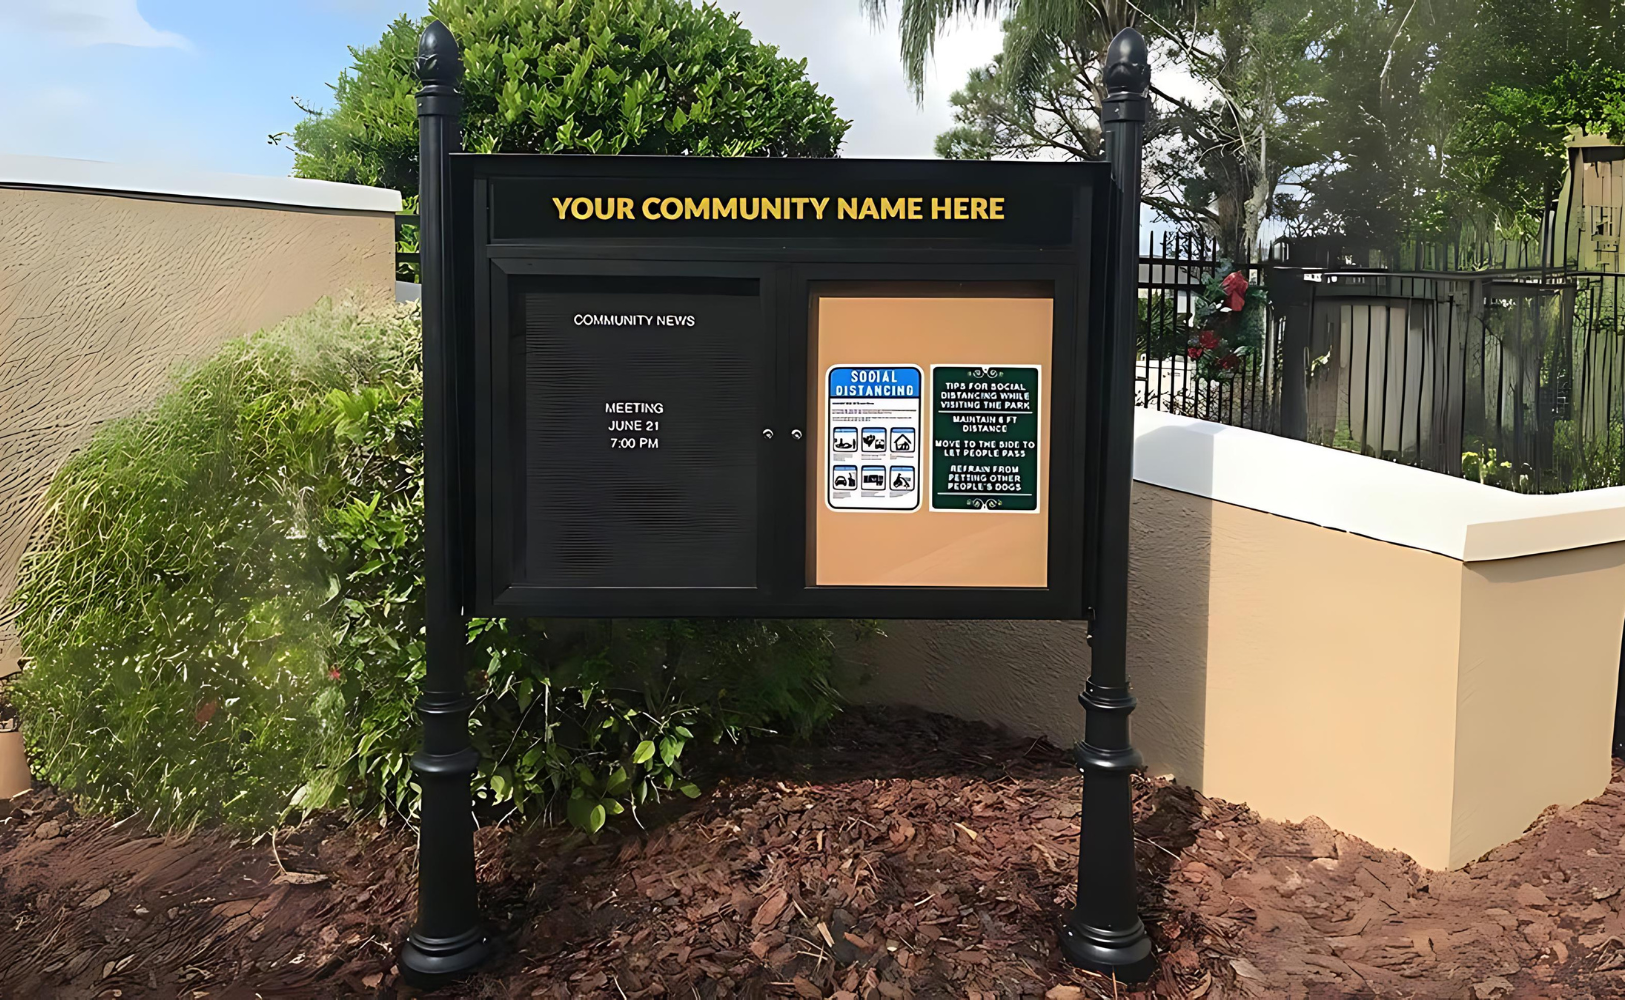 YOUR COMMUNITY NAME HERE
COMMUNITY NEWS
MEETING
JUNE 21
7:00 PM
SOCIAL
DISTANCING
TIPS FOR SOCIAL
DISTANCING WHILE
VISITING THE PARK
MAINTAIN 6 FT
DISTANCE
MOVE TO THE SIDE TO
LET PEOPLE PASS
REFRAIN FROM
PETTING OTHER
PEOPLE'S DOGS